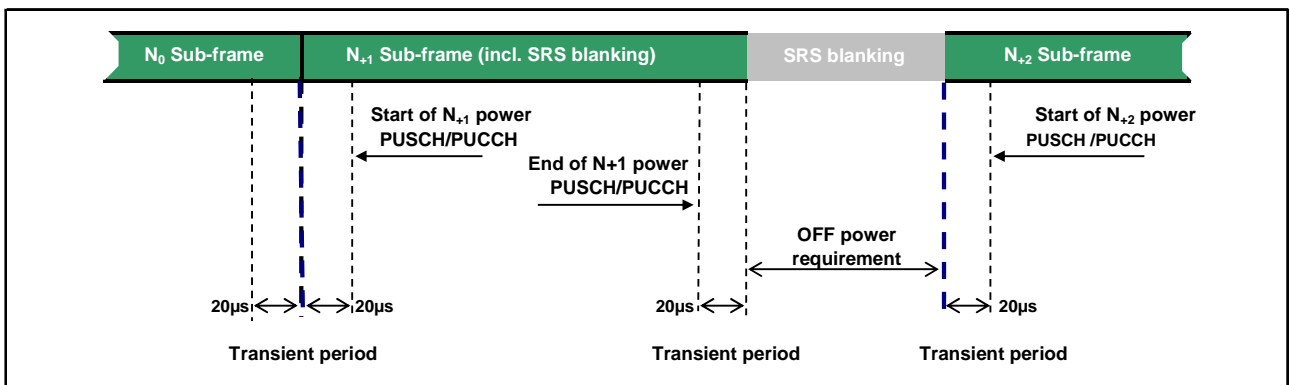 N₀ Sub-frame
N₊₁ Sub-frame (incl. SRS blanking)
SRS blanking
N₊₂ Sub-frame
Start of N₊₁ power
PUSCH/PUCCH
Start of N₊₂ power
PUSCH /PUCCH
End of N+1 power
PUSCH/PUCCH
OFF power
requirement
20µs
20µs
20µs
20µs
Transient period
Transient period
Transient period